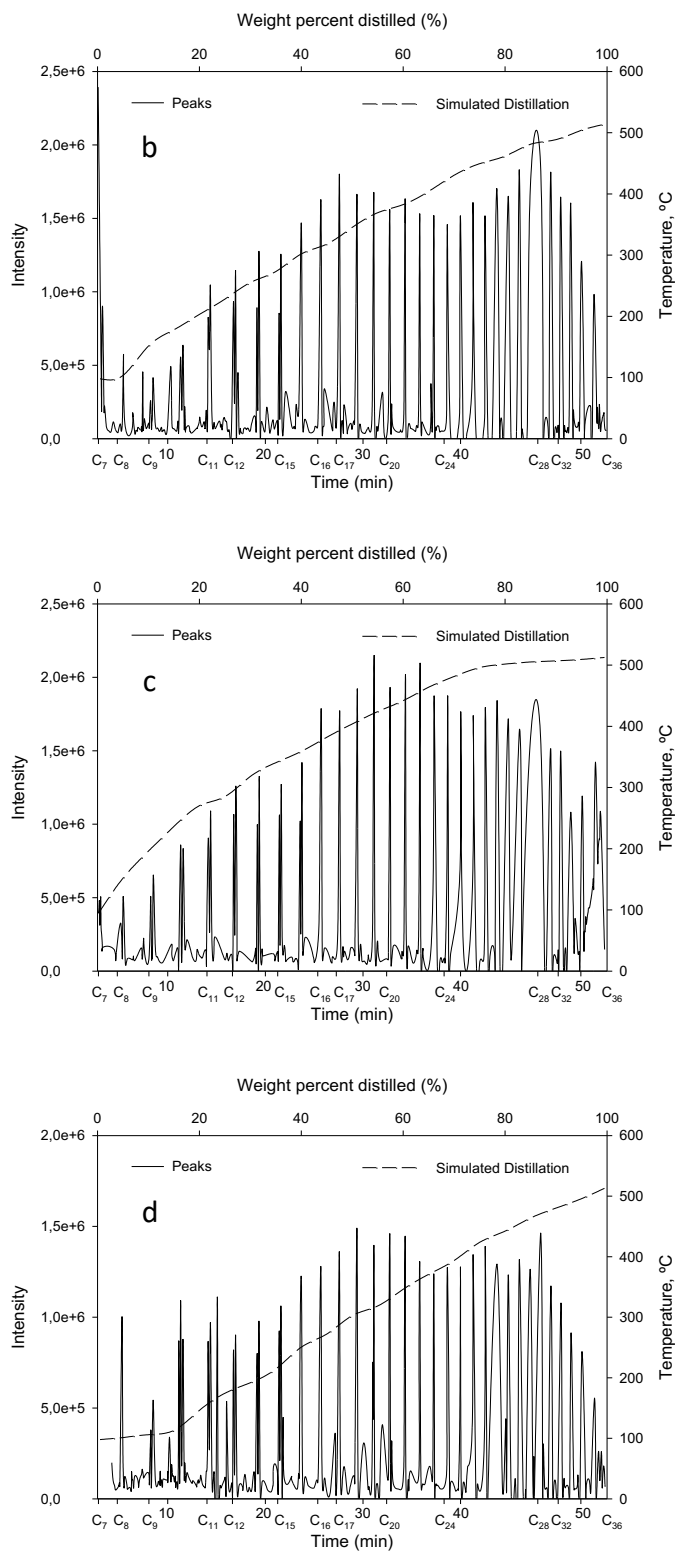 Weight percent distilled (%)
0 20 40 60 80 100
2,5e+6 600
Peaks Simulated Distillation
b
2,0e+6 500
400
1,5e+6
Intensity
300
Temperature, ºC
1,0e+6
200
5,0e+5
100
0,0 0
C7 C8 C9 10 C11 C12 20 C15 C16 C17 30 C20 C24 40 C28 C32 50 C36
Time (min)
Weight percent distilled (%)
0 20 40 60 80 100
2,5e+6 600
Peaks Simulated Distillation
c
2,0e+6 500
400
1,5e+6
Intensity
300
Temperature, ºC
1,0e+6
200
5,0e+5
100
0,0 0
C7 C8 C9 10 C11 C12 20 C15 C16 C17 30 C20 C24 40 C28 C32 50 C36
Time (min)
Weight percent distilled (%)
0 20 40 60 80 100
2,0e+6 600
Peaks Simulated Distillation
d
500
1,5e+6
400
Intensity
1,0e+6 300
Temperature, ºC
200
5,0e+5
100
0,0 0
C7 C8 C9 10 C11 C12 20 C15 C16 C17 30 C20 C24 40 C28 C32 50 C36
Time (min)